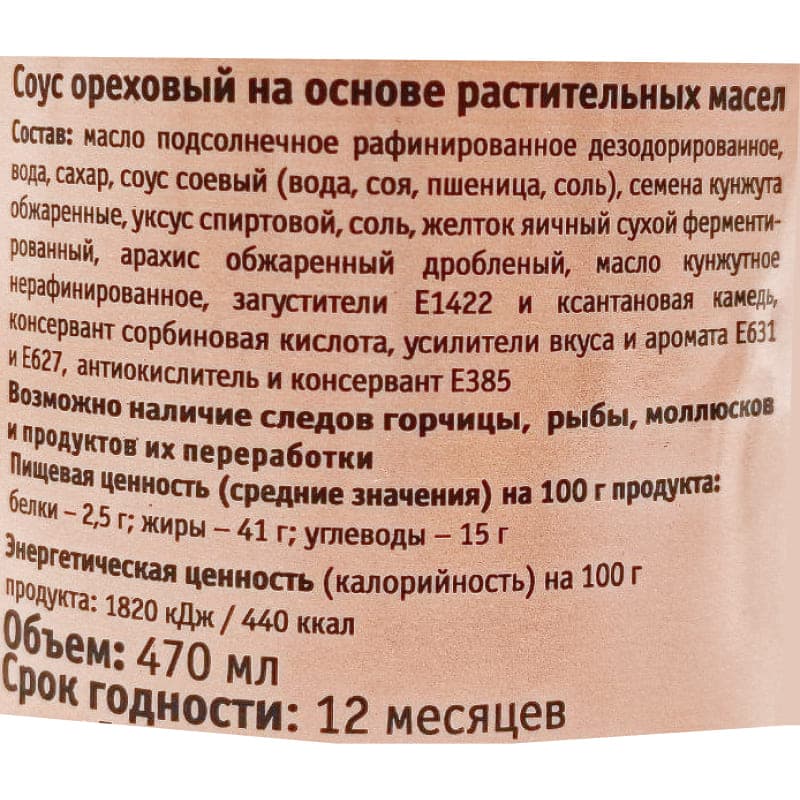 Соус ореховый на основе растительных масел
Состав: масло подсолнечное рафинированное дезодорированное,
вода, сахар, соус соевый (вода, соя, пшеница, соль), семена кунжута
обжаренные, уксус спиртовой, соль, желток яичный сухой ферменти-
рованный, арахис обжаренный дробленый, масло кунжутное
нерафинированное, загустители Е1422 и ксантановая камедь,
консервант сорбиновая кислота, усилители вкуса и аромата Е631
и Е627, антиокислитель и консервант Е385
Возможно наличие следов горчицы, рыбы, моллюсков
и продуктов их переработки
Пищевая ценность (средние значения) на 100 г продукта:
белки – 2,5 г; жиры – 41 г; углеводы – 15 г
Энергетическая ценность (калорийность) на 100 г
продукта: 1820 кДж / 440 ккал
Объем: 470 мл
Срок годности: 12 месяцев